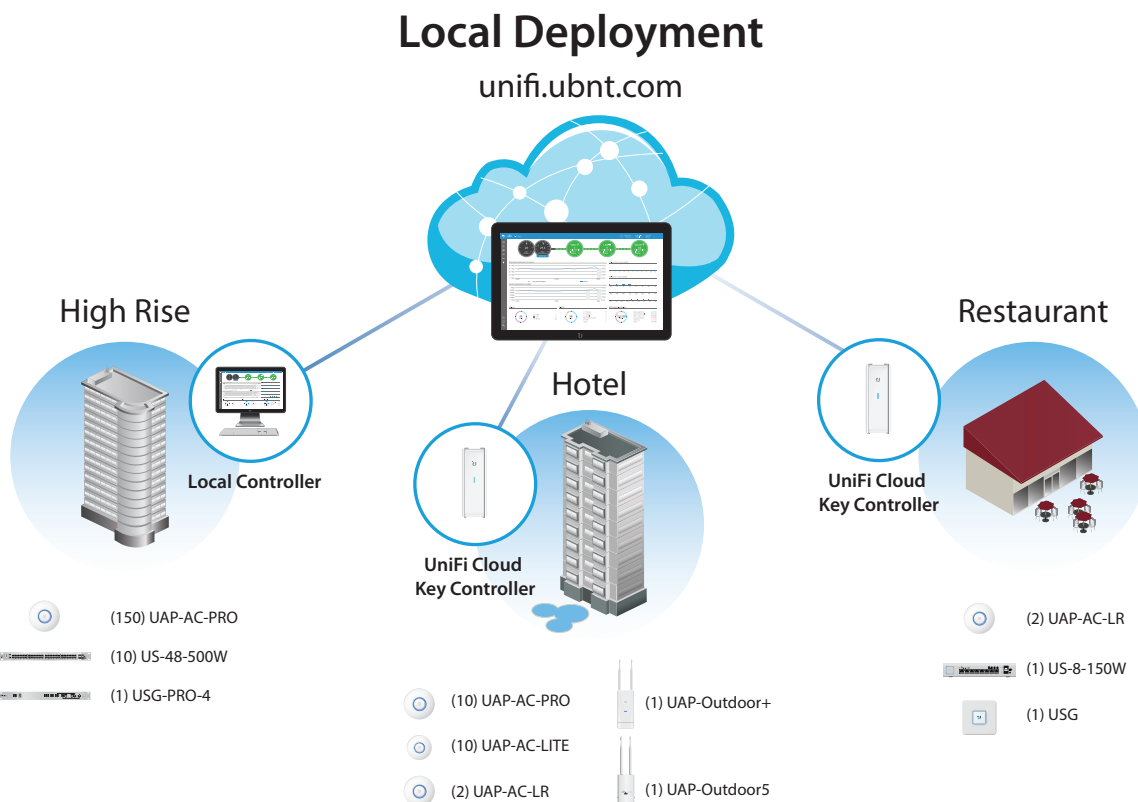 Local Deployment
unifi.ubnt.com
High Rise
Local Controller
(150) UAP-AC-PRO
(10) US-48-500W
(1) USG-PRO-4
Hotel
UniFi Cloud
Key Controller
(10) UAP-AC-PRO
(10) UAP-AC-LITE
(2) UAP-AC-LR
(1) UAP-Outdoor+
(1) UAP-Outdoor5
Restaurant
UniFi Cloud
Key Controller
(2) UAP-AC-LR
(1) US-8-150W
(1) USG